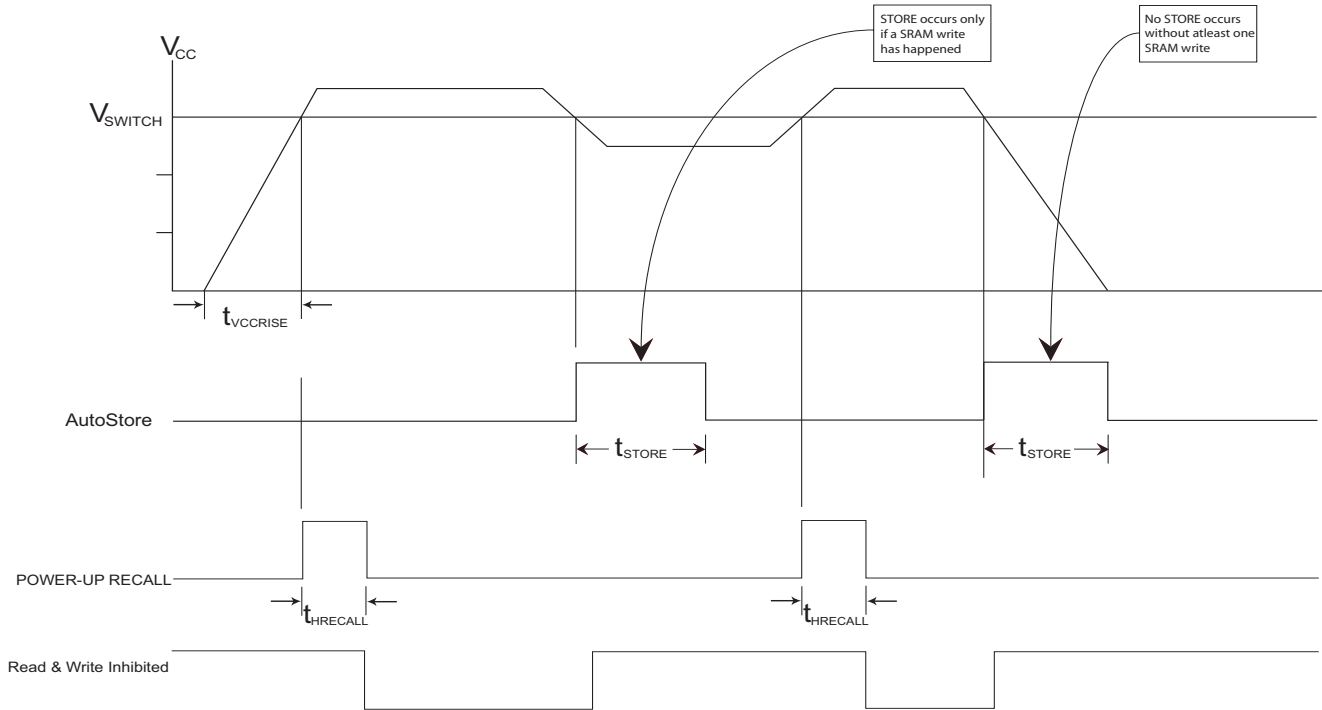 STORE occurs only
if a SRAM write
has happened
No STORE occurs
without atleast one
SRAM write
VCC
VSWITCH
tVCCRISE
AutoStore
tSTORE
tSTORE
POWER-UP RECALL
tHRECALL
tHRECALL
Read & Write Inhibited